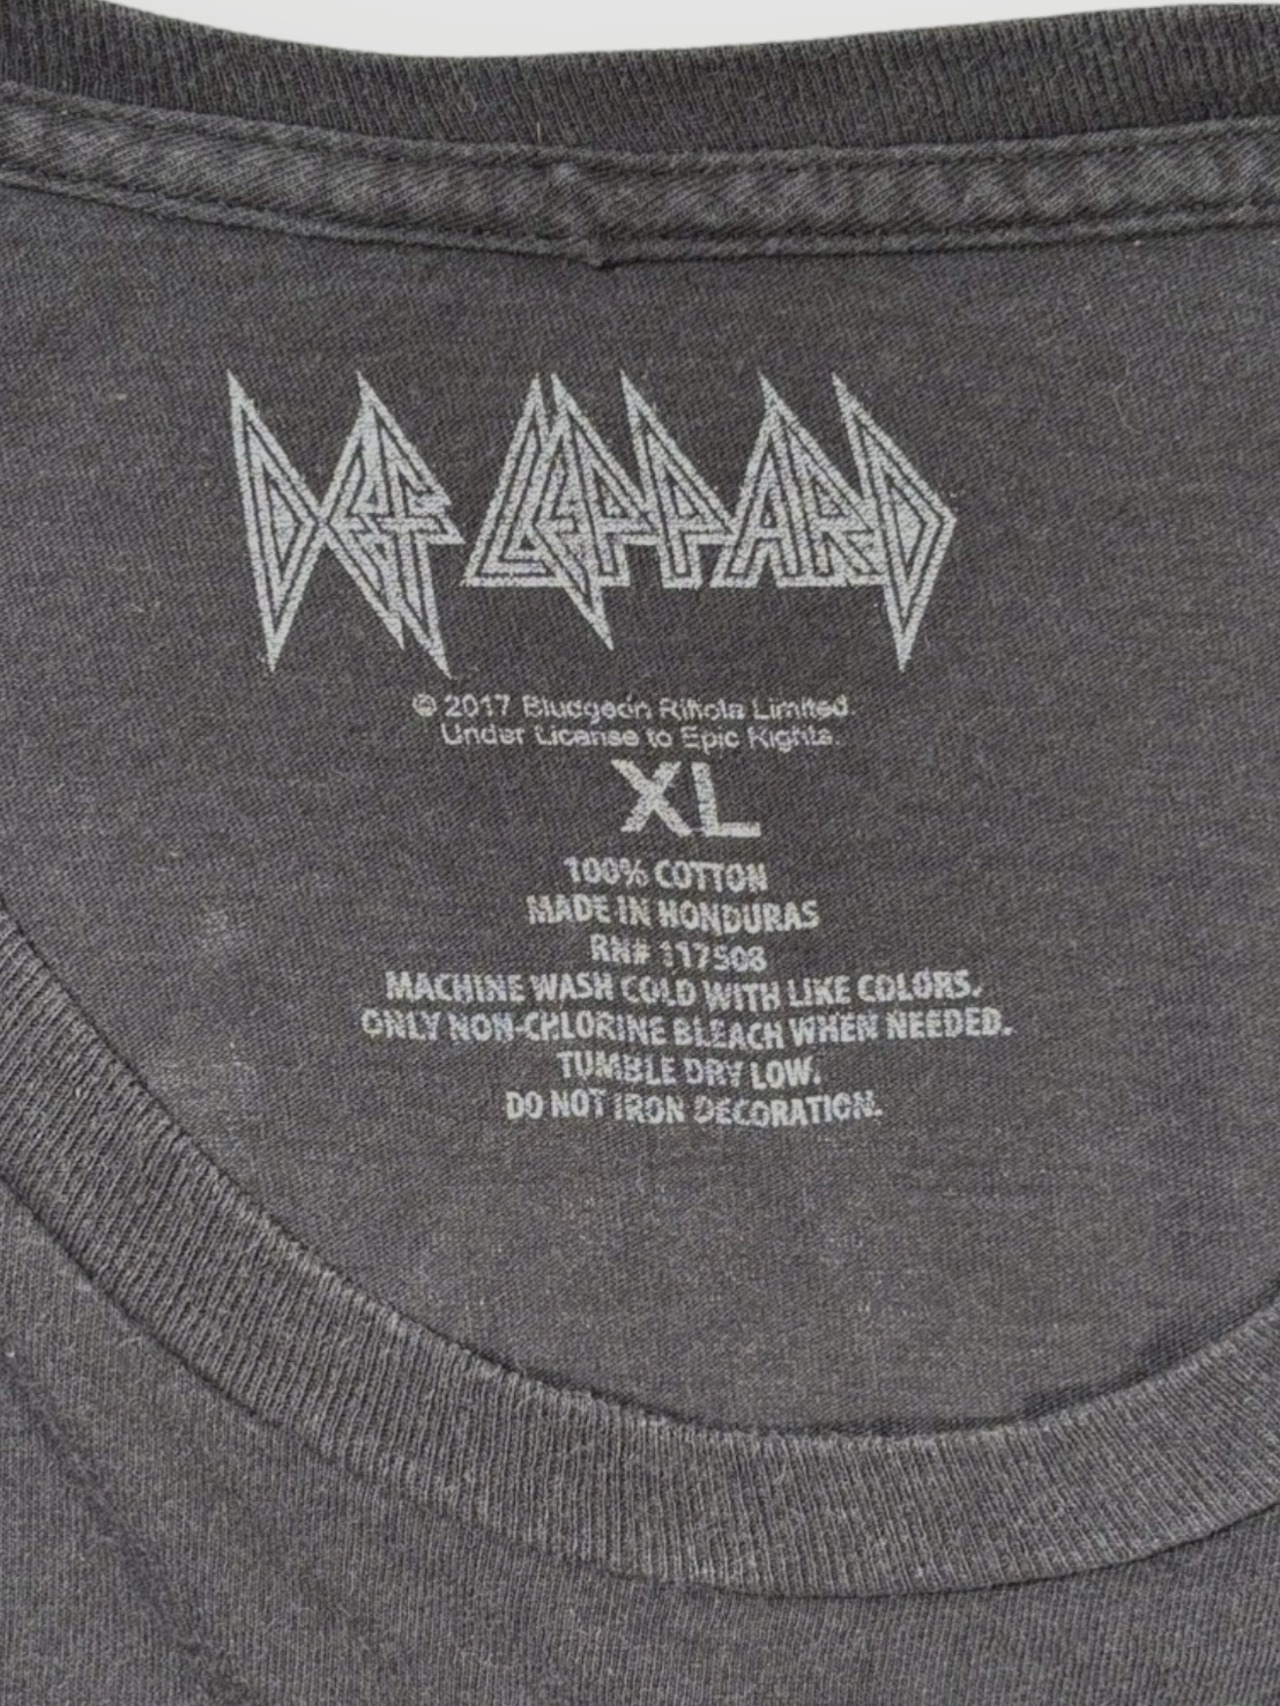 DEF LEPPARD
© 2017 Bludgeon Riffola Limited.
Under License to Epic Rights.
XL
100% COTTON
MADE IN HONDURAS
RN# 117508
MACHINE WASH COLD WITH LIKE COLORS.
ONLY NON-CHLORINE BLEACH WHEN NEEDED.
TUMBLE DRY LOW.
DO NOT IRON DECORATION.